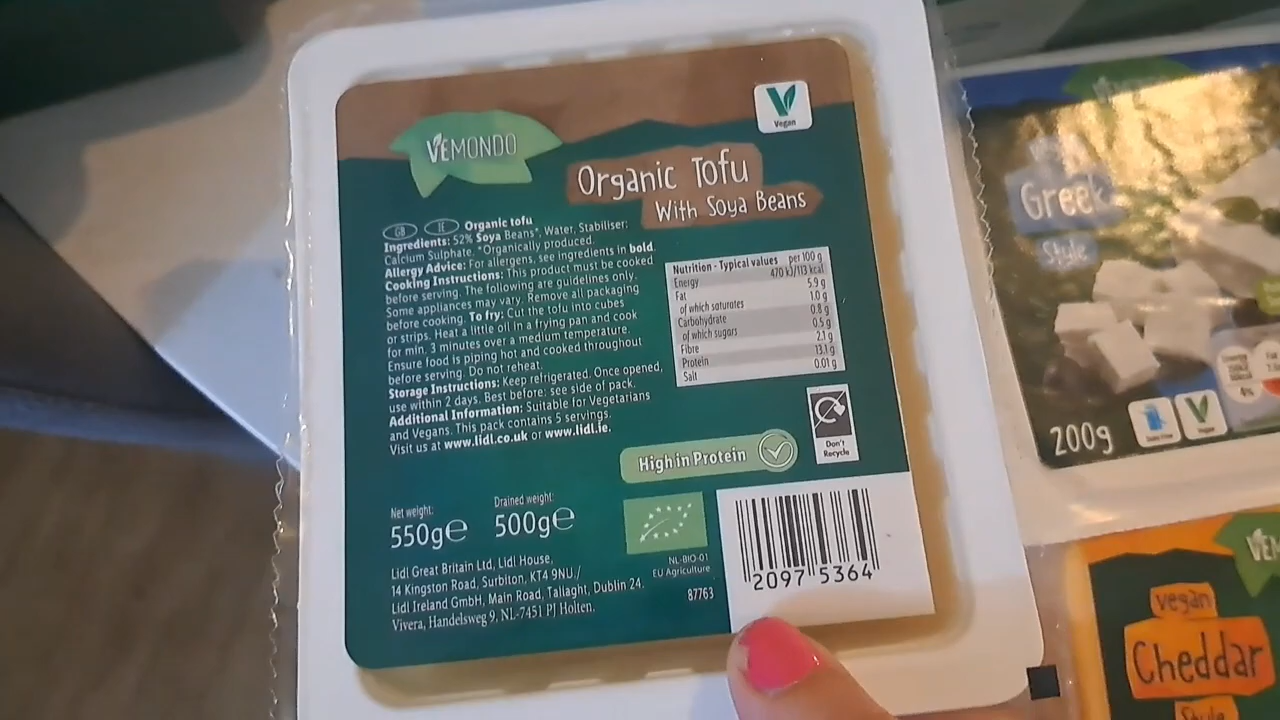 VEMONDO
Vegan
Organic Tofu
With Soya Beans
GB IE Organic tofu
Ingredients: 52% Soya Beans*, Water, Stabiliser:
Calcium Sulphate. *Organically produced.
Allergy Advice: For allergens, see ingredients in bold.
Cooking Instructions: This product must be cooked
before serving. The following are guidelines only.
Some appliances may vary. Remove all packaging
before cooking. To fry: Cut the tofu into cubes
or strips. Heat a little oil in a frying pan and cook
for min. 3 minutes over a medium temperature.
Ensure food is piping hot and cooked throughout
before serving. Do not reheat.
Storage Instructions: Keep refrigerated. Once opened,
use within 2 days. Best before: see side of pack.
Additional Information: Suitable for Vegetarians
and Vegans. This pack contains 5 servings.
Visit us at www.lidl.co.uk or www.lidl.ie.
Nutrition - Typical values per 100 g
Energy 470 kJ/113 kcal
Fat 5.9 g
of which saturates 1.0 g
Carbohydrate 0.8 g
of which sugars 0.5 g
Fibre 2.1 g
Protein 13.1 g
Salt 0.01 g
Don't
Recycle
High in Protein
Net weight:
550g e
Drained weight:
500g e
NL-BIO-01
EU Agriculture
87763
Lidl Great Britain Ltd, Lidl House,
14 Kingston Road, Surbiton, KT4 9NU./
Lidl Ireland GmbH, Main Road, Tallaght, Dublin 24.
Vivera, Handelsweg 9, NL-7451 PJ Holten.
2097 5364
Greek
Style
200g
VEM
vegan
Cheddar
Style